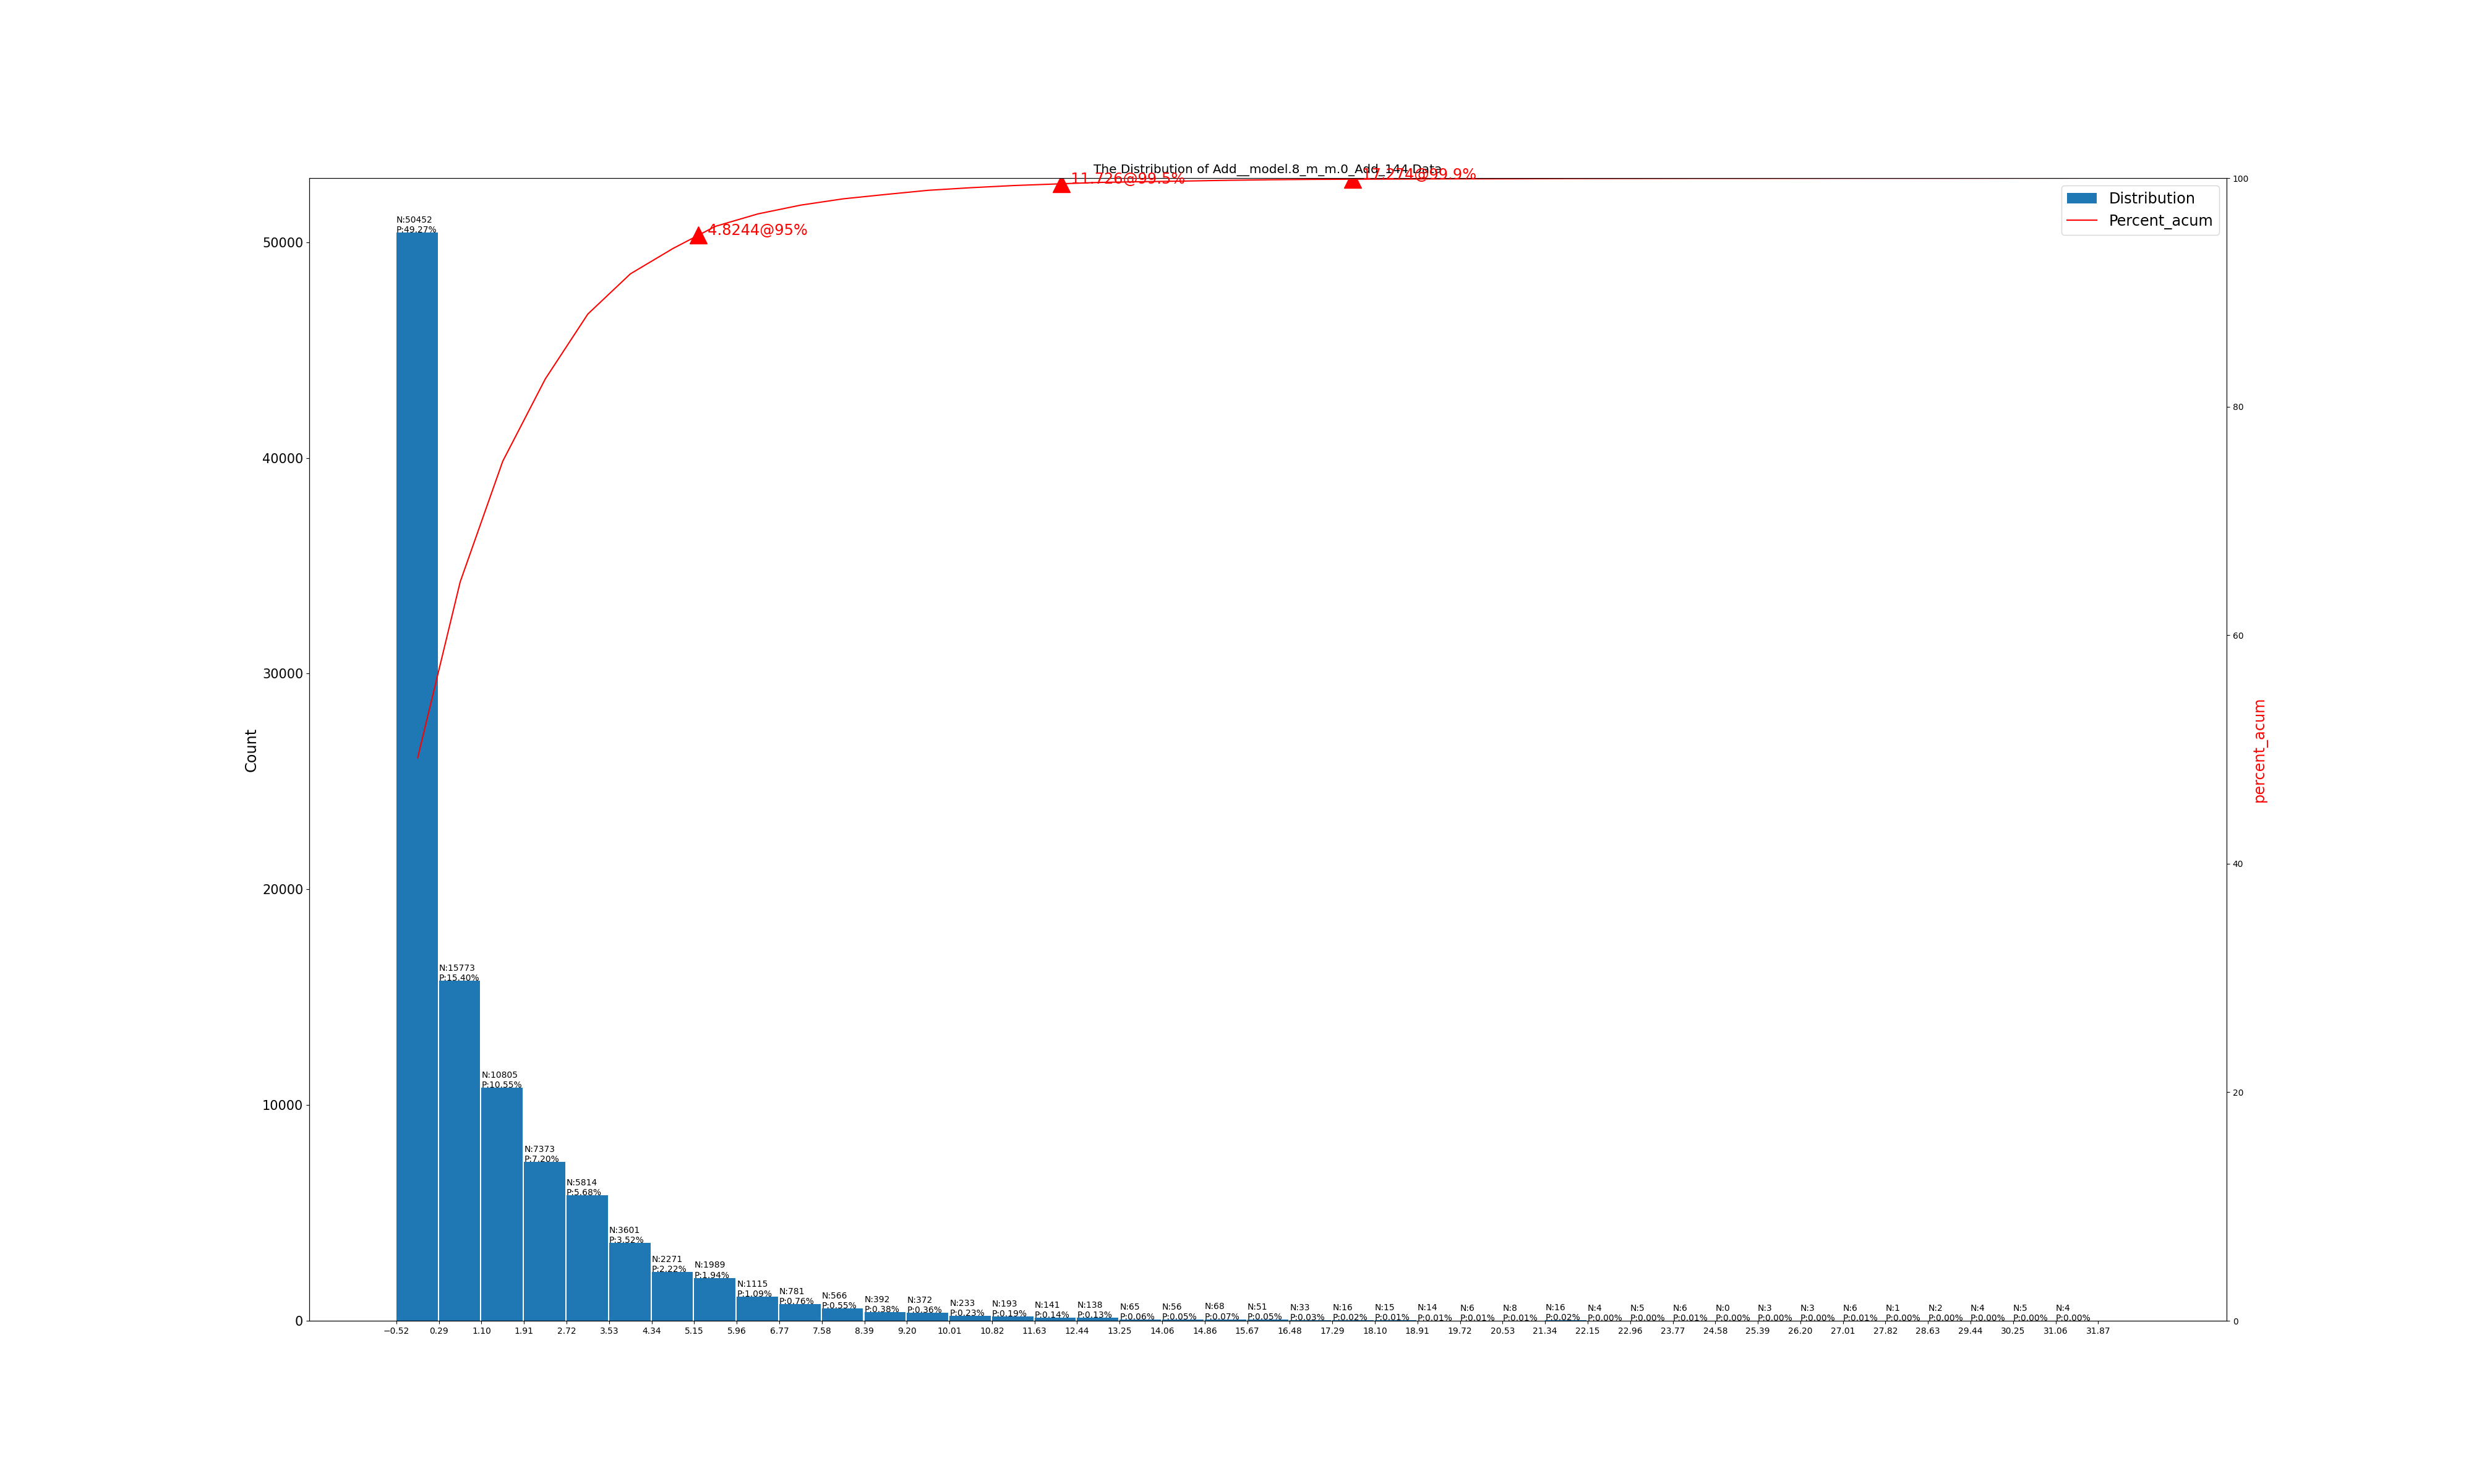 The Distribution of Add__model.8_m_m.0_Add_144 Data
11.726@99.5%
17.274@99.9%
4.8244@95%
Distribution
Percent_acum
Count
percent_acum
50000
40000
30000
20000
10000
0
100
80
60
40
20
0
N:50452
P:49.27%
N:15773
P:15.40%
N:10805
P:10.55%
N:7373
P:7.20%
N:5814
P:5.68%
N:3601
P:3.52%
N:2271
P:2.22%
N:1989
P:1.94%
N:1115
P:1.09%
N:781
P:0.76%
N:566
P:0.55%
N:392
P:0.38%
N:372
P:0.36%
N:233
P:0.23%
N:193
P:0.19%
N:141
P:0.14%
N:138
P:0.13%
N:65
P:0.06%
N:56
P:0.05%
N:68
P:0.07%
N:51
P:0.05%
N:33
P:0.03%
N:16
P:0.02%
N:15
P:0.01%
N:14
P:0.01%
N:6
P:0.01%
N:8
P:0.01%
N:16
P:0.02%
N:4
P:0.00%
N:5
P:0.00%
N:6
P:0.01%
N:0
P:0.00%
N:3
P:0.00%
N:3
P:0.00%
N:6
P:0.01%
N:1
P:0.00%
N:2
P:0.00%
N:4
P:0.00%
N:5
P:0.00%
N:4
P:0.00%
−0.52 0.29 1.10 1.91 2.72 3.53 4.34 5.15 5.96 6.77 7.58 8.39 9.20 10.01 10.82 11.63 12.44 13.25 14.06 14.86 15.67 16.48 17.29 18.10 18.91 19.72 20.53 21.34 22.15 22.96 23.77 24.58 25.39 26.20 27.01 27.82 28.63 29.44 30.25 31.06 31.87